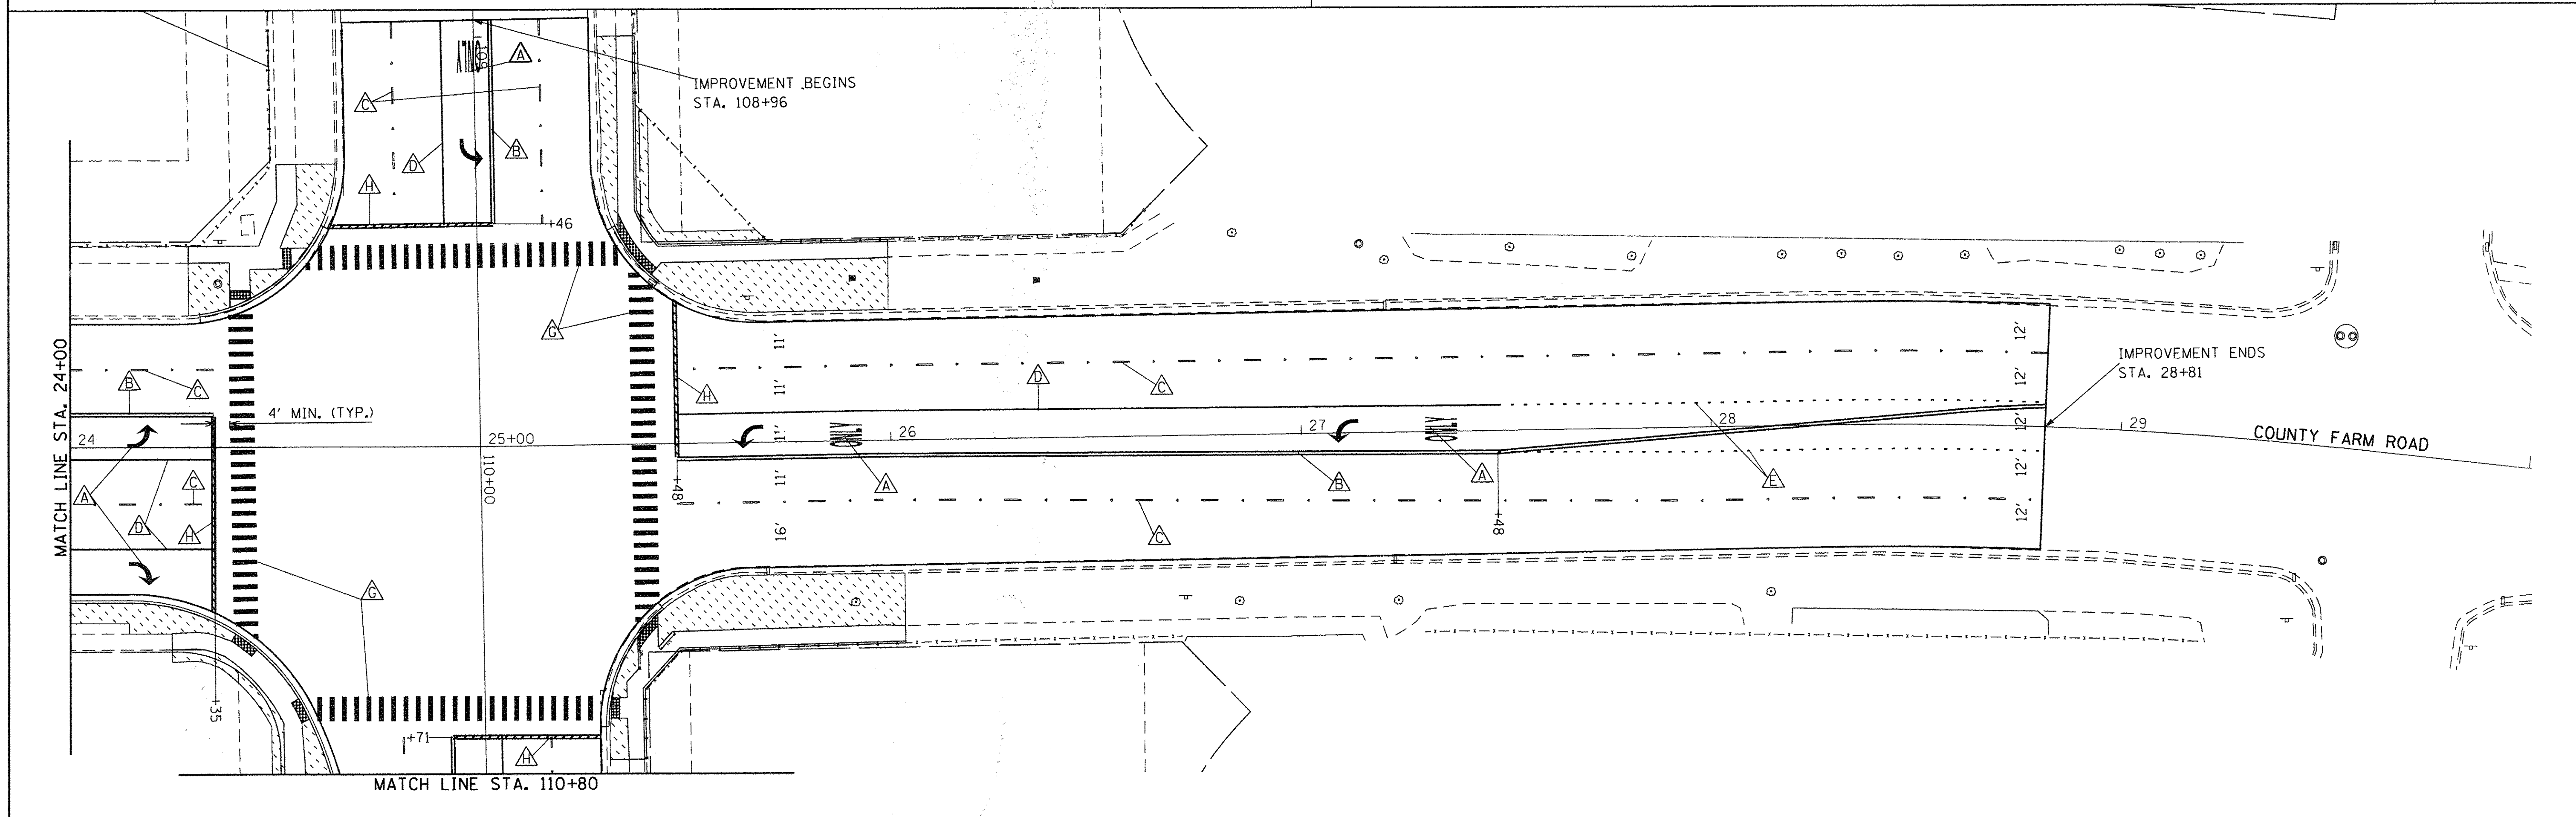 ONLY
109
A
IMPROVEMENT BEGINS
STA. 108+96
C
B
D
H
+46
G
MATCH LINE STA. 24+00
B
C
4' MIN. (TYP.)
24
25+00
110+00
A
C
D
H
G
+35
+71
H
MATCH LINE STA. 110+80
11'
11'
11'
11'
16'
H
D
C
ONLY
26
27
ONLY
28
29
+48
A
B
A
+48
E
C
12'
12'
12'
12'
12'
IMPROVEMENT ENDS
STA. 28+81
COUNTY FARM ROAD